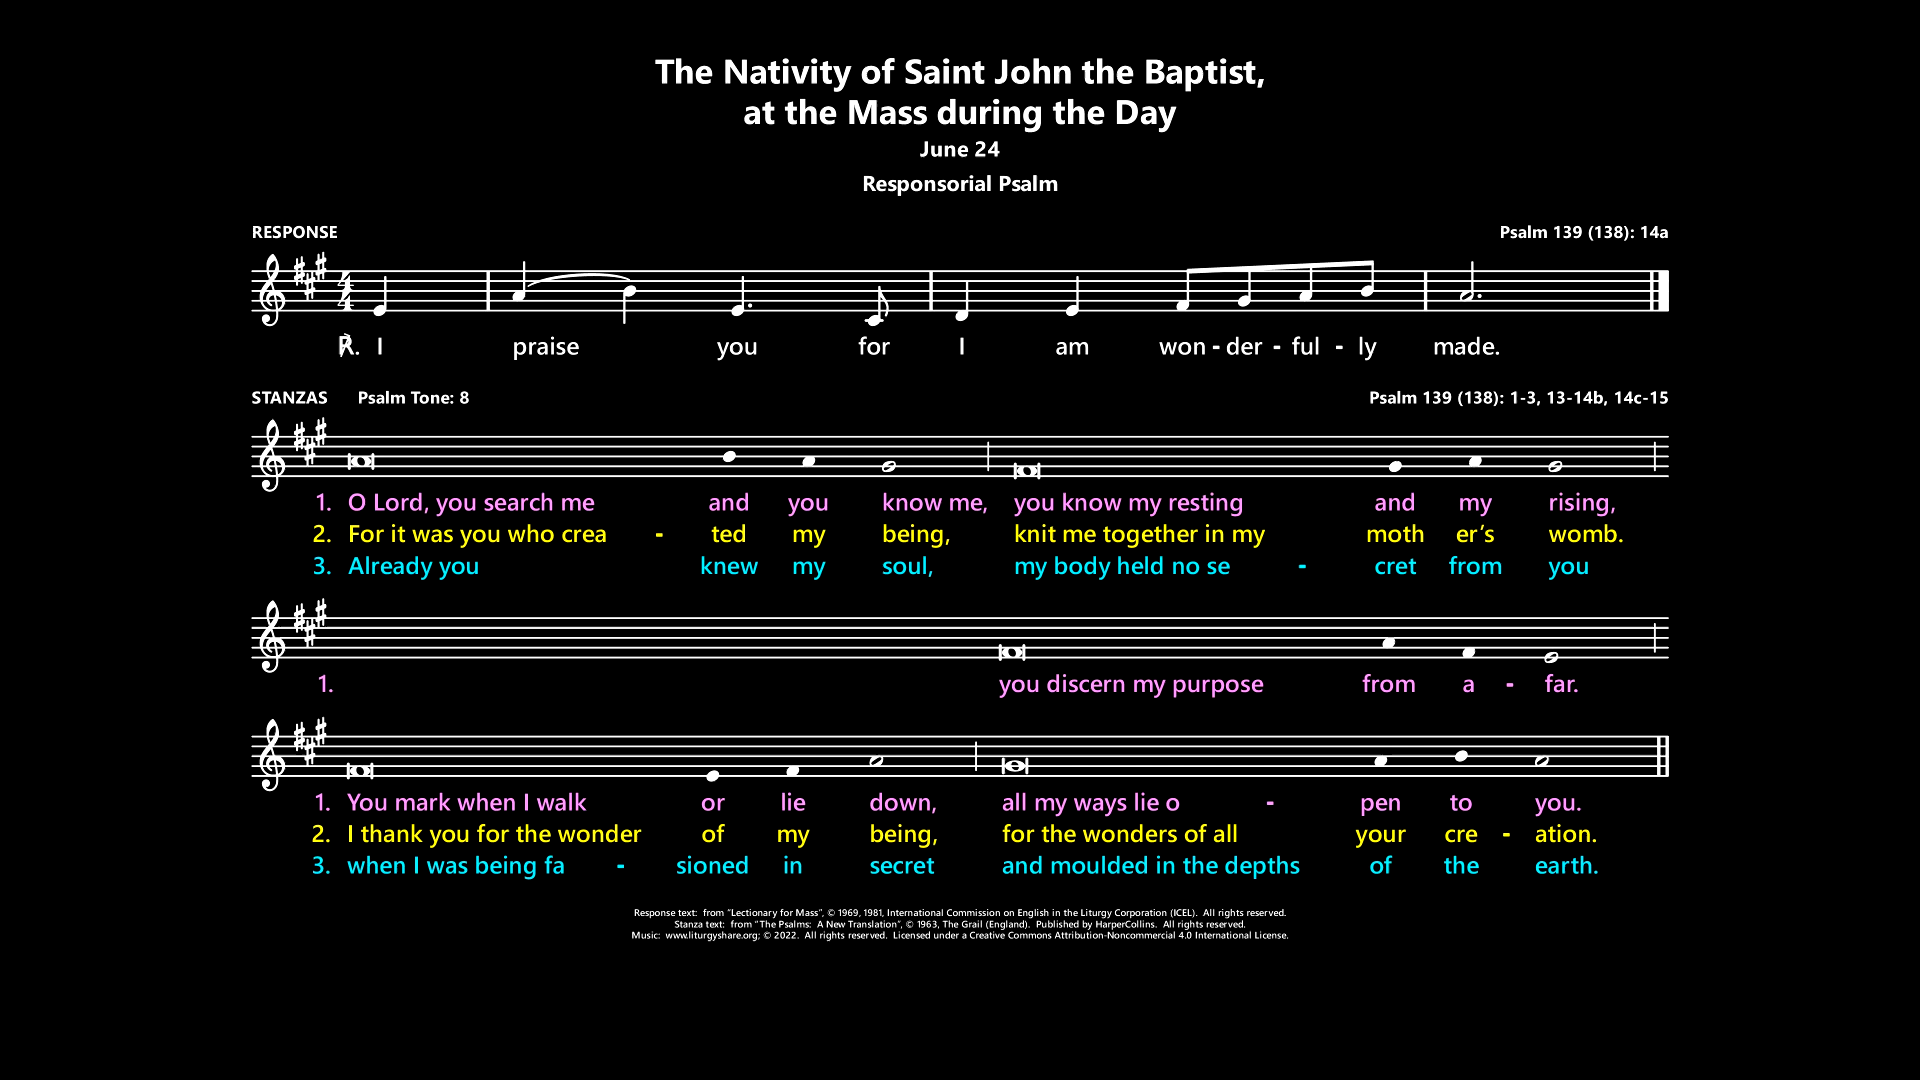 The Nativity of Saint John the Baptist,
at the Mass during the Day
June 24
Responsorial Psalm
RESPONSE Psalm 139 (138): 14a
4
4
℟. I praise you for I am won - der - ful - ly made.
STANZAS Psalm Tone: 8 Psalm 139 (138): 1-3, 13-14b, 14c-15
1. O Lord, you search me and you know me, you know my resting and my rising,
2. For it was you who crea - ted my being, knit me together in my moth er’s womb.
3. Already you knew my soul, my body held no se - cret from you
1. you discern my purpose from a - far.
1. You mark when I walk or lie down, all my ways lie o - pen to you.
2. I thank you for the wonder of my being, for the wonders of all your cre - ation.
3. when I was being fa - sioned in secret and moulded in the depths of the earth.
Response text: from “Lectionary for Mass”, © 1969, 1981, International Commission on English in the Liturgy Corporation (ICEL). All rights reserved.
Stanza text: from “The Psalms: A New Translation”, © 1963, The Grail (England). Published by HarperCollins. All rights reserved.
Music: www.liturgyshare.org; © 2022. All rights reserved. Licensed under a Creative Commons Attribution-Noncommercial 4.0 International License.